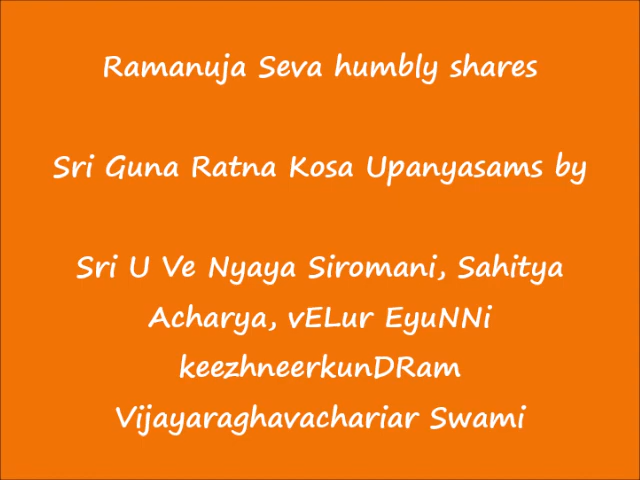 Ramanuja Seva humbly shares
Sri Guna Ratna Kosa Upanyasams by
Sri U Ve Nyaya Siromani, Sahitya
Acharya, vELur EyuNNi
keezhneerkunDRam
Vijayaraghavachariar Swami